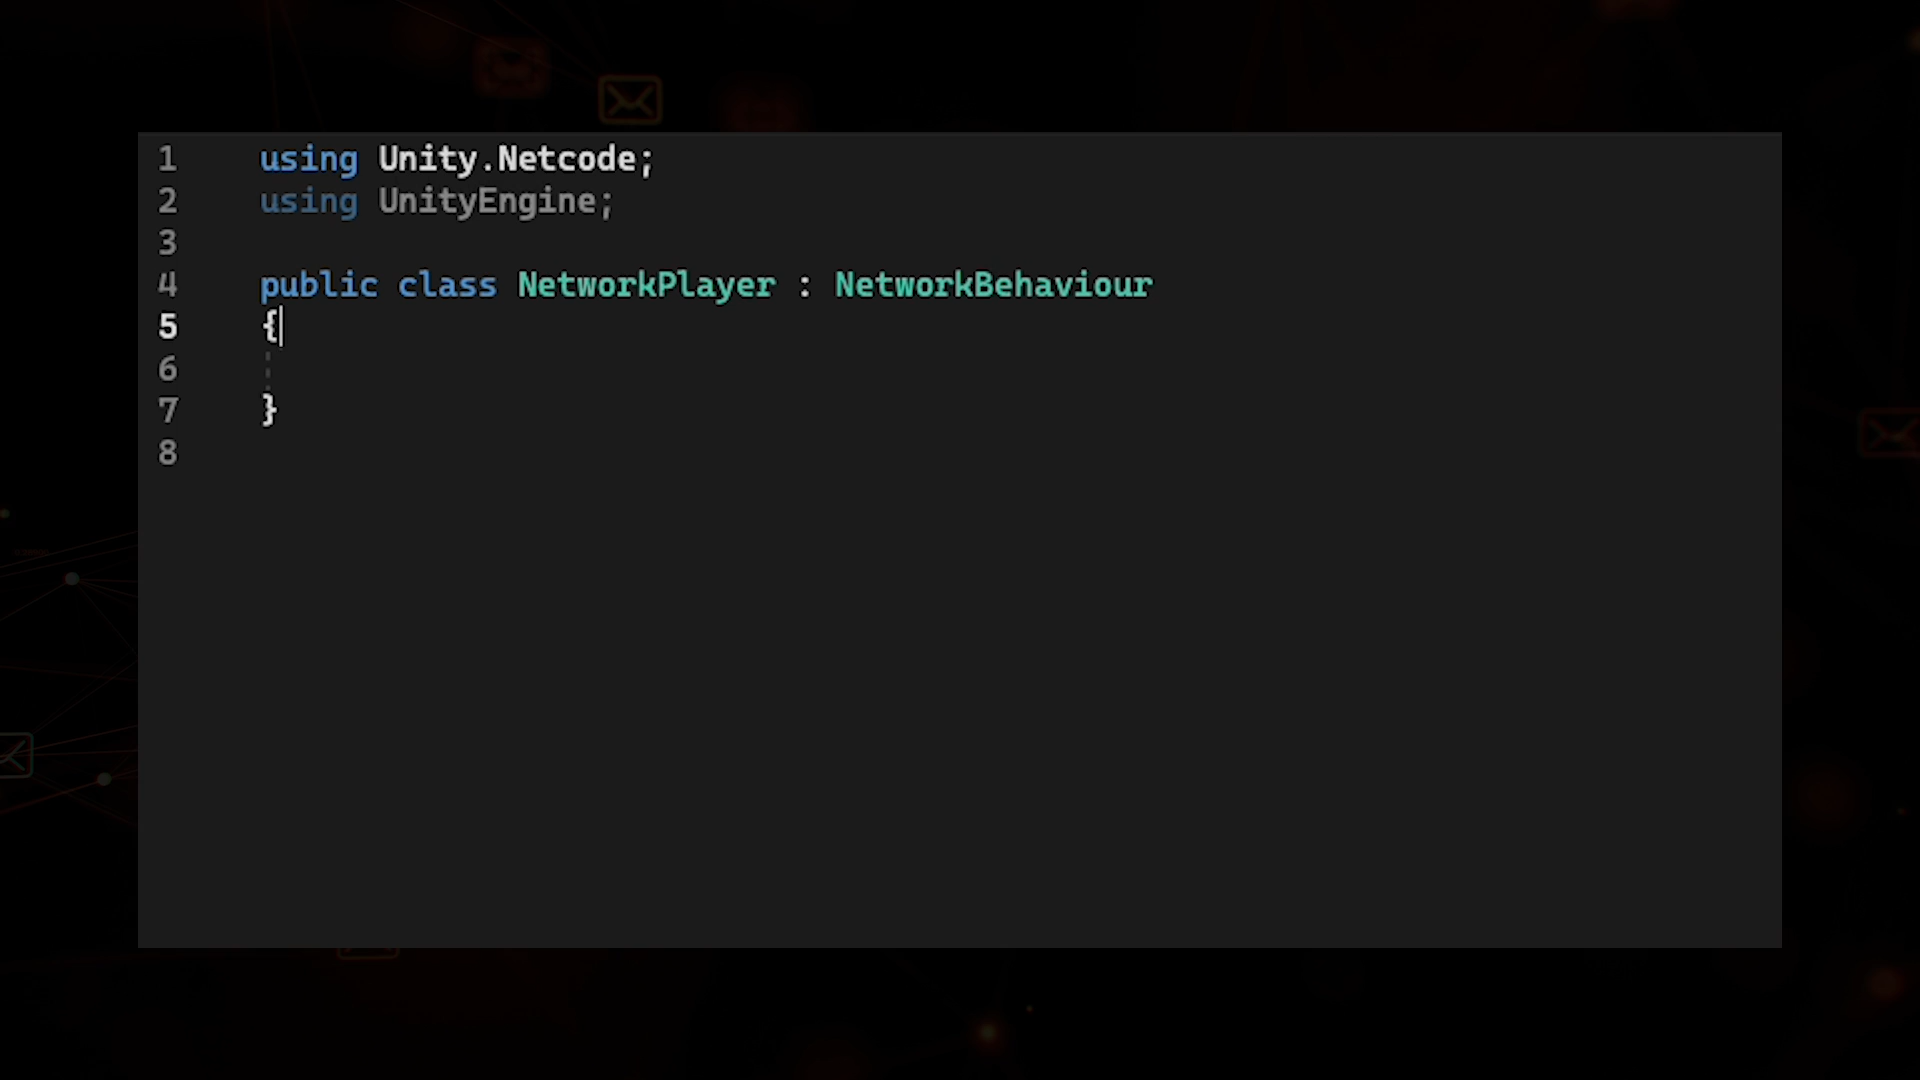 1 using Unity.Netcode;
2 using UnityEngine;
3
4 public class NetworkPlayer : NetworkBehaviour
5 {
6
7 }
8